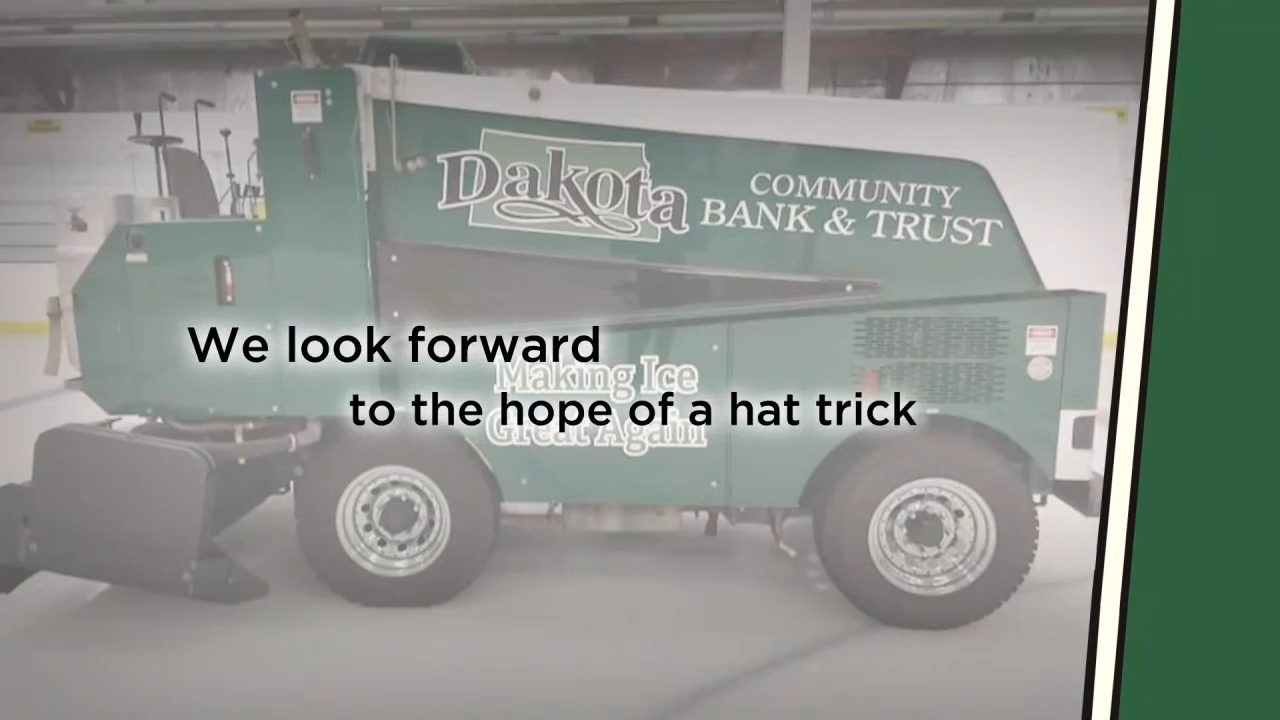 Dakota
COMMUNITY
BANK & TRUST
We look forward
Making Ice
to the hope of a hat trick
Great Again